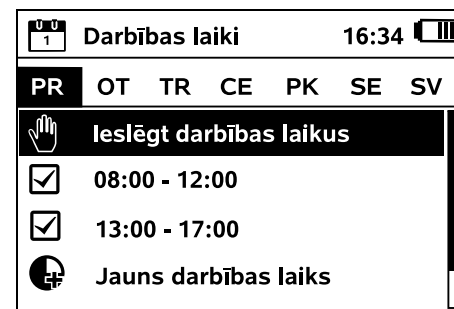 1 Darbības laiki 16:34
PR OT TR CE PK SE SV
Ieslēgt darbības laikus
08:00 - 12:00
13:00 - 17:00
Jauns darbības laiks